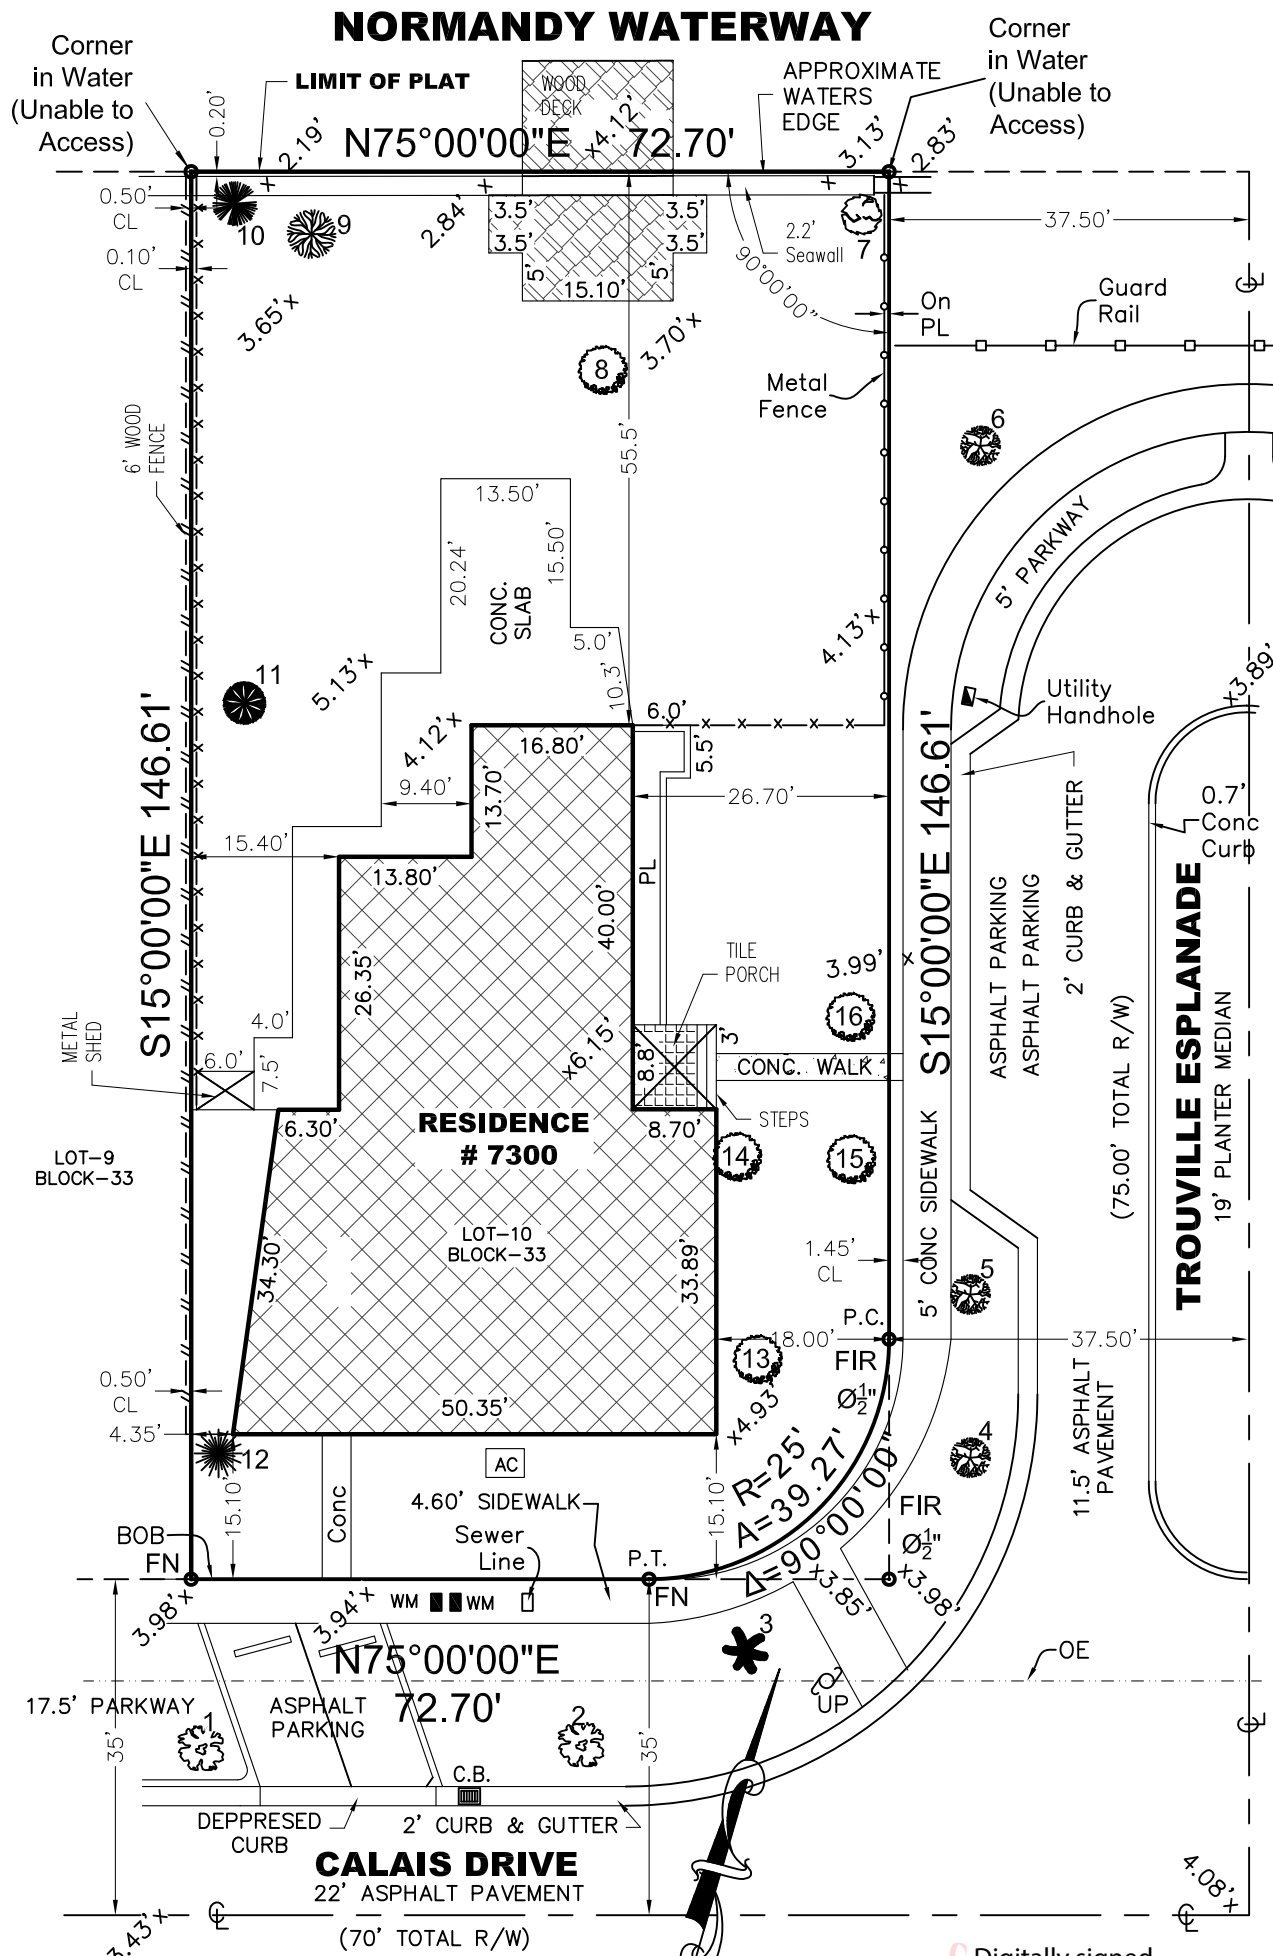 NORMANDY WATERWAY
Corner
in Water
(Unable to
Access)
LIMIT OF PLAT
WOOD
DECK
APPROXIMATE
WATERS
EDGE
Corner
in Water
(Unable to
Access)
0.20'
2.19'
N75°00'00"E
x4.12'
72.70'
3.13'
2.83'
0.50'
CL
10
9
2.84'
3.5'
3.5'
3.5'
3.5'
2.2'
Seawall
7
37.50'
0.10'
CL
5'
5'
15.10'
90°00'00"
3.65'x
3.70'x
On
PL
Guard
Rail
CL
8
Metal
Fence
6
6' WOOD
FENCE
55.5'
13.50'
15.50'
20.24'
CONC.
SLAB
5' PARKWAY
5.0'
4.13'x
x3.89'
11
5.13'x
10.3'
Utility
Handhole
4.12'x
6.0'
16.80'
5.5'
9.40'
13.70'
26.70'
0.7'
Conc
Curb
S15°00'00"E 146.61'
S15°00'00"E 146.61'
15.40'
13.80'
PL
2' CURB & GUTTER
ASPHALT PARKING
ASPHALT PARKING
40.00'
26.35'
TILE
PORCH
3.99' x
16
(75.00' TOTAL R/W)
TROUVILLE ESPLANADE
19' PLANTER MEDIAN
METAL
SHED
4.0'
6.0'
7.5'
x6.15'
8.8'
3'
CONC. WALK
6.30'
RESIDENCE
# 7300
8.70'
STEPS
LOT-9
BLOCK-33
14
15
5' CONC SIDEWALK
LOT-10
BLOCK-33
34.30'
33.89'
1.45'
CL
5
P.C.
18.00'
37.50'
13
FIR
Ø1/2"
0.50'
CL
50.35'
11.5' ASPHALT
PAVEMENT
4.35'
12
x4.93'
4
AC
R=25'
A=39.27'
Δ=90°00'00"
15.10'
Conc
4.60' SIDEWALK
15.10'
FIR
Ø1/2"
BOB
Sewer
Line
FN
P.T.
FN
x3.85'
x3.98'
3.98'x
3.94'x
WM
WM
3
N75°00'00"E
72.70'
OE
UP
17.5' PARKWAY
ASPHALT
PARKING
1
2
35'
35'
CL
C.B.
DEPPRESED
CURB
2' CURB & GUTTER
CALAIS DRIVE
22' ASPHALT PAVEMENT
4.08'x
CL
CL
3.43'x
(70' TOTAL R/W)
Digitally signed